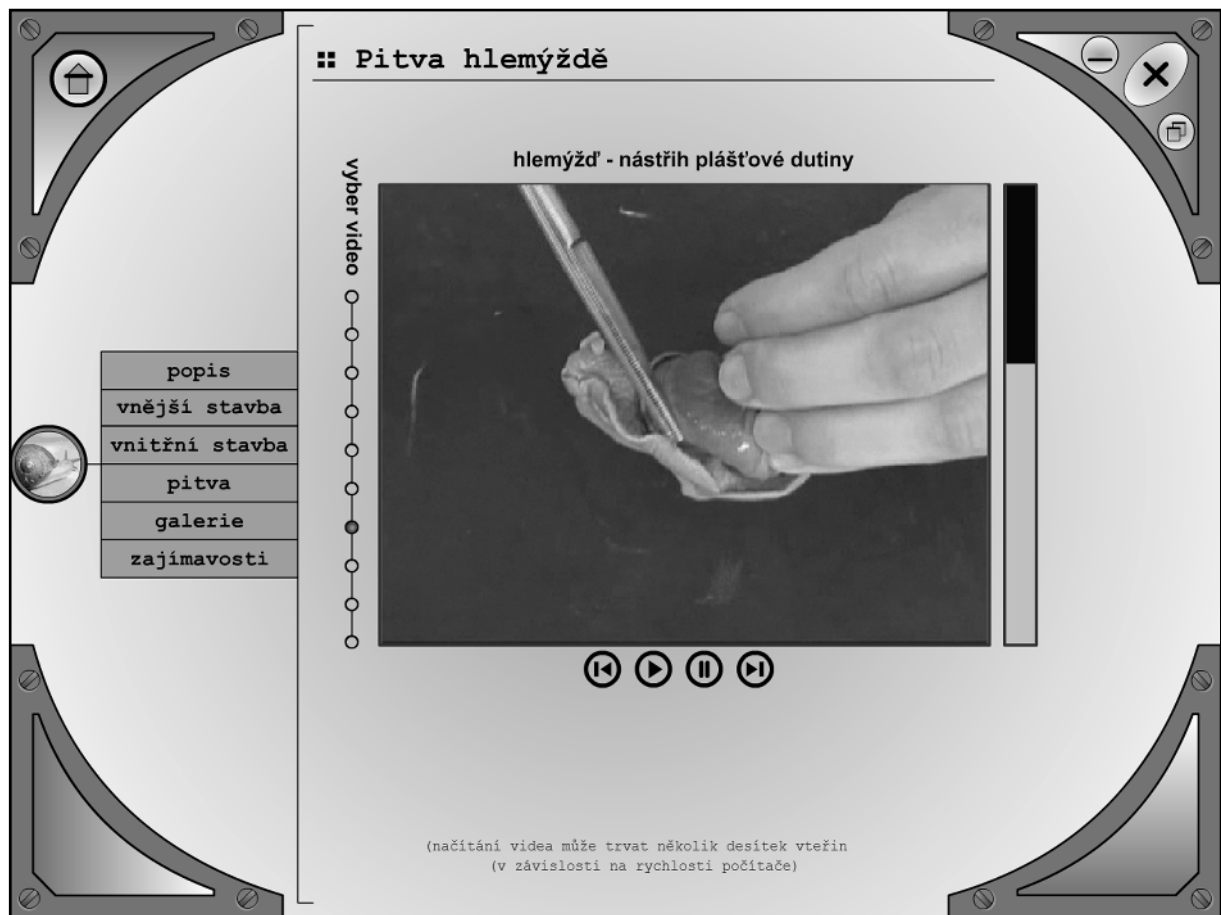 Pitva hlemýždě
hlemýžď - nástřih plášťové dutiny
vyber video
popis
vnější stavba
vnitřní stavba
pitva
galerie
zajímavosti
(načítání videa může trvat několik desítek vteřin
(v závislosti na rychlosti počítače)